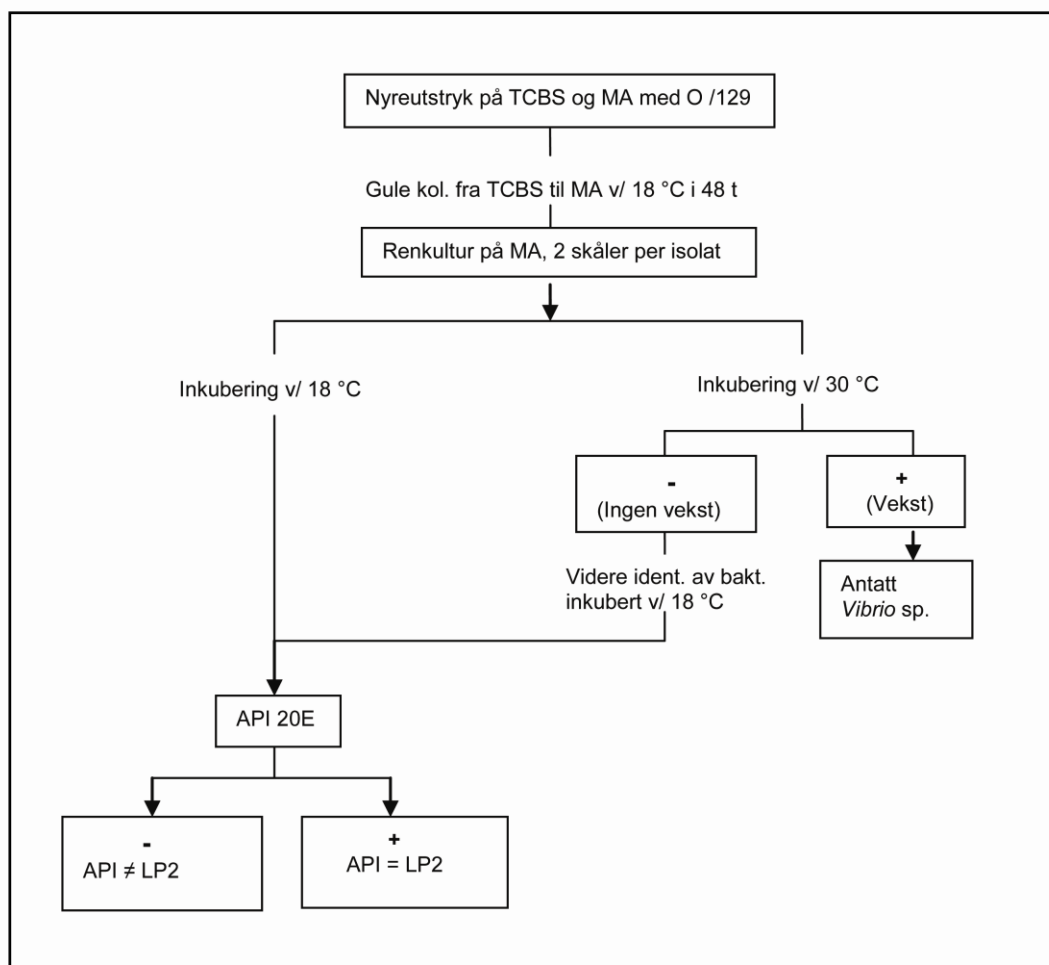 Nyreutstryk på TCBS og MA med O /129
Gule kol. fra TCBS til MA v/ 18 °C i 48 t
Renkultur på MA, 2 skåler per isolat
Inkubering v/ 18 °C
Inkubering v/ 30 °C
-
(Ingen vekst)
+
(Vekst)
Videre ident. av bakt.
inkubert v/ 18 °C
Antatt
Vibrio sp.
API 20E
-
API ≠ LP2
+
API = LP2